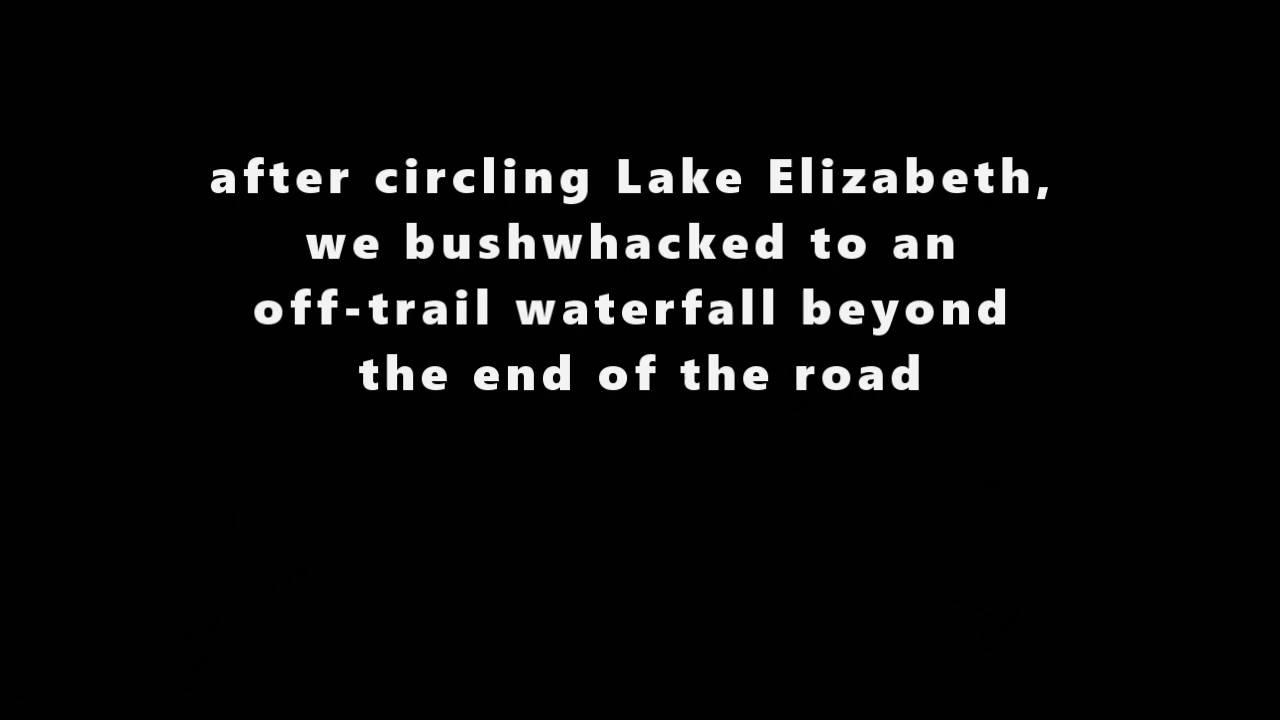 after circling Lake Elizabeth,
we bushwhacked to an
off-trail waterfall beyond
the end of the road